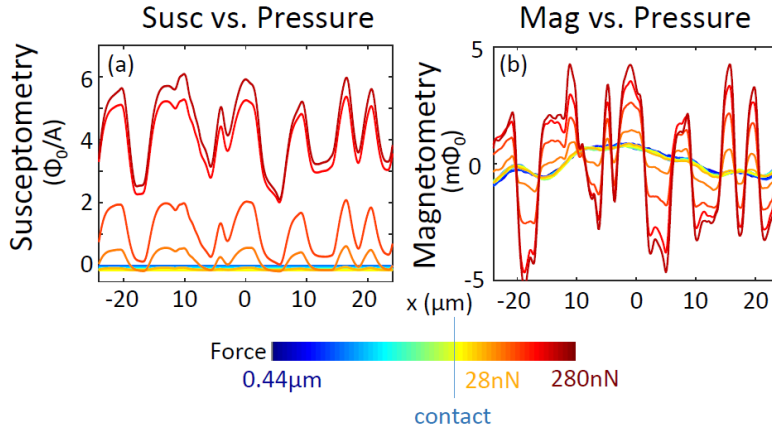 Susc vs. Pressure
Mag vs. Pressure
(a)
Susceptometry
(Φ₀/A)
6
4
2
0
-20
10
0
10
20
(b)
Magnetometry
(mΦ₀)
5
0
-5
-20
10
0
10
20
x (μm)
Force
0.44μm
28nN
280nN
contact